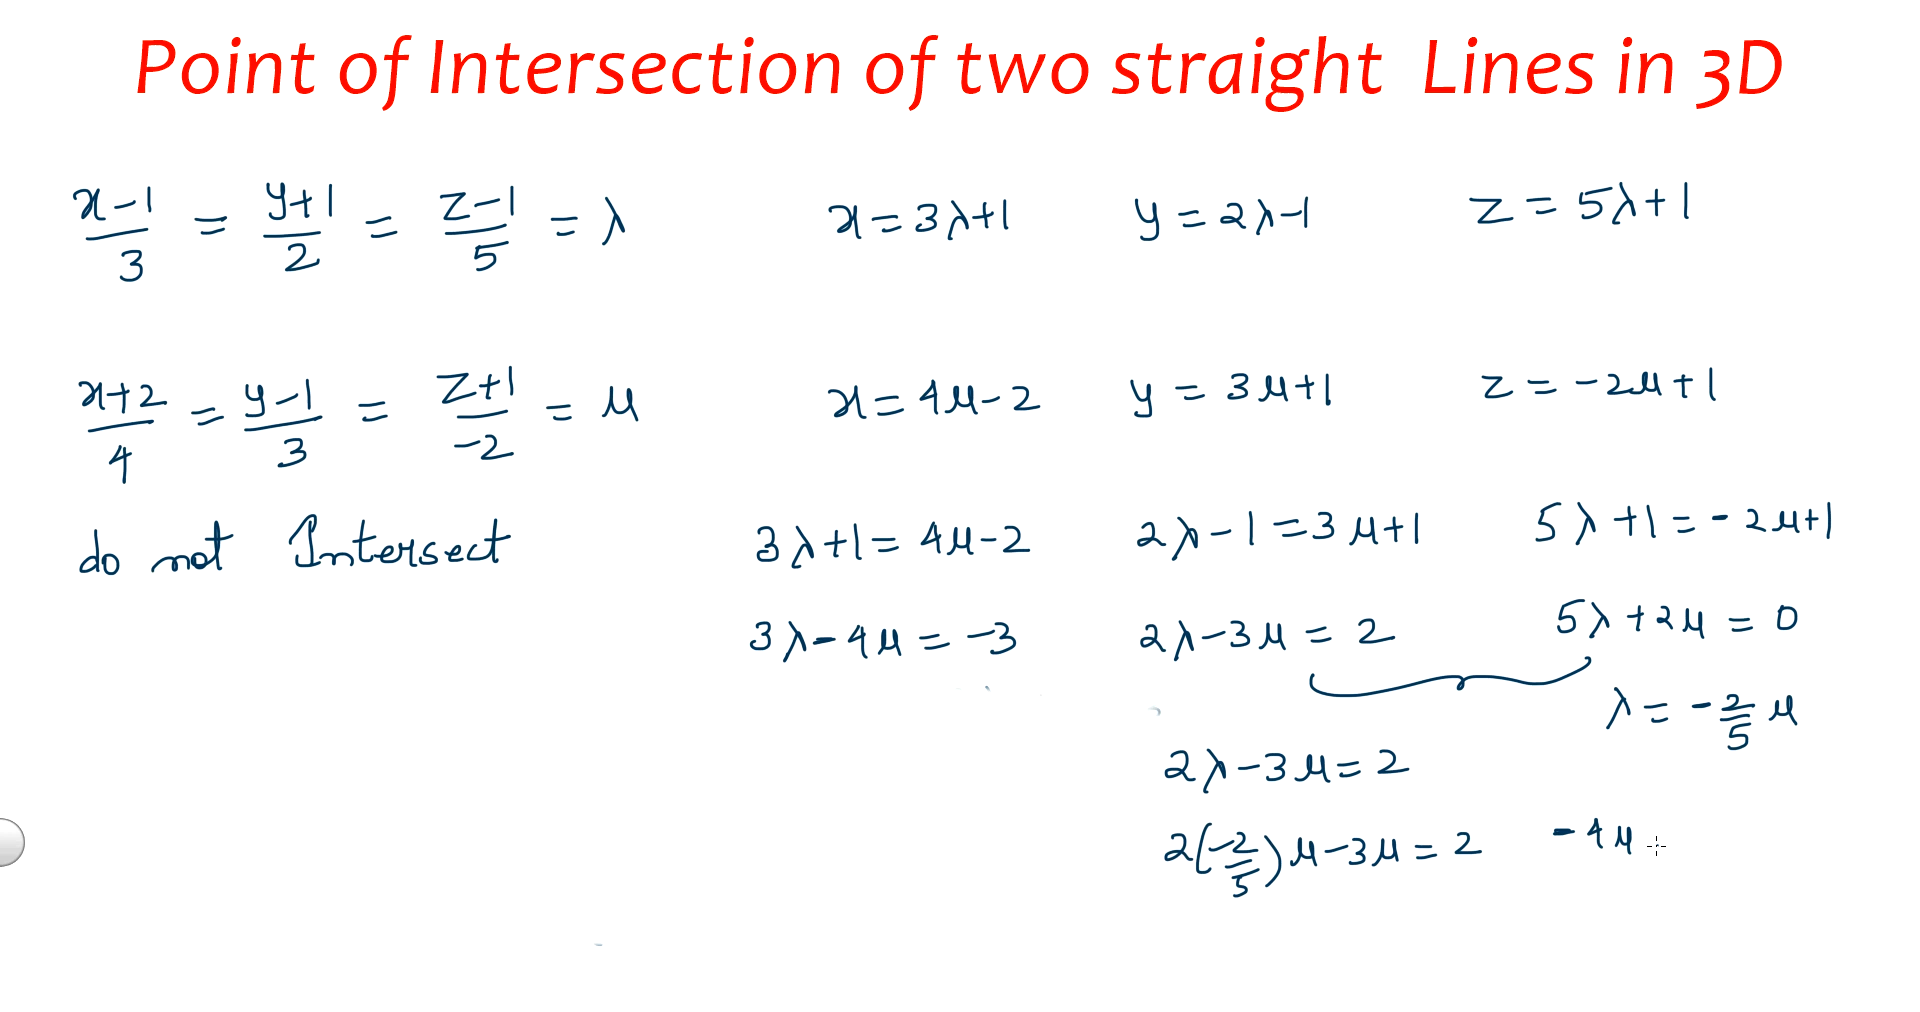 Point of Intersection of two straight Lines in 3D
(x-1)/3 = (y+1)/2 = (z-1)/5 = λ x = 3λ+1 y = 2λ-1 z = 5λ+1
(x+2)/4 = (y-1)/3 = (z+1)/-2 = μ x = 4μ-2 y = 3μ+1 z = -2μ+1
do not Intersect 3λ+1 = 4μ-2 2λ-1 = 3μ+1 5λ+1 = -2μ+1
3λ-4μ = -3 2λ-3μ = 2 5λ+2μ = 0
λ = -2/5 μ
2λ-3μ = 2
2(-2/5)μ-3μ = 2 -4μ